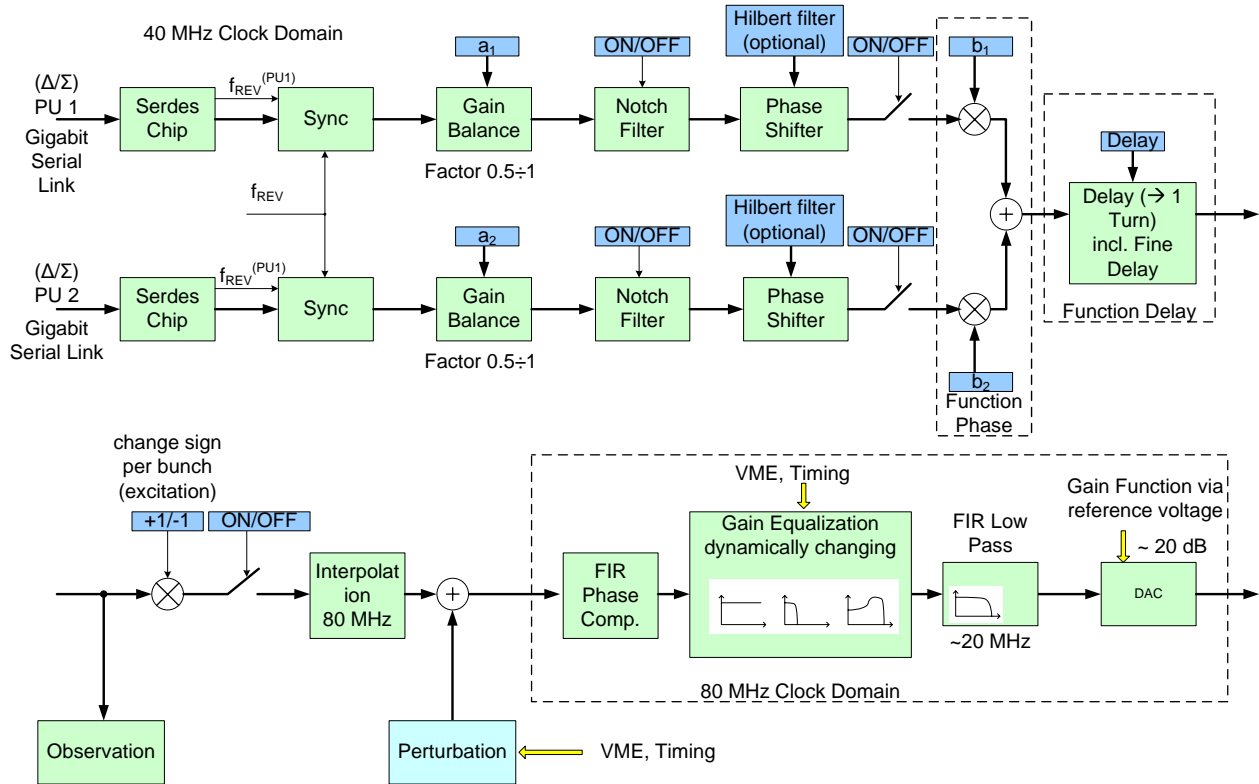 40 MHz Clock Domain
Hilbert filter
(optional)
a1
ON/OFF
ON/OFF
b1
(Δ/Σ)
PU 1
Gigabit
Serial
Link
Serdes
Chip
fREV(PU1)
Sync
Gain
Balance
Factor 0.5÷1
Notch
Filter
Phase
Shifter
fREV
Delay
Delay (→ 1
Turn)
incl. Fine
Delay
Function Delay
+
Hilbert filter
(optional)
a2
ON/OFF
ON/OFF
(Δ/Σ)
PU 2
Gigabit
Serial Link
Serdes
Chip
fREV(PU1)
Sync
Gain
Balance
Factor 0.5÷1
Notch
Filter
Phase
Shifter
b2
Function
Phase
change sign
per bunch
(excitation)
+1/-1
ON/OFF
Interpolat
ion
80 MHz
+
VME, Timing
FIR
Phase
Comp.
Gain Equalization
dynamically changing
FIR Low
Pass
~20 MHz
Gain Function via
reference voltage
~ 20 dB
DAC
80 MHz Clock Domain
Observation
Perturbation
VME, Timing